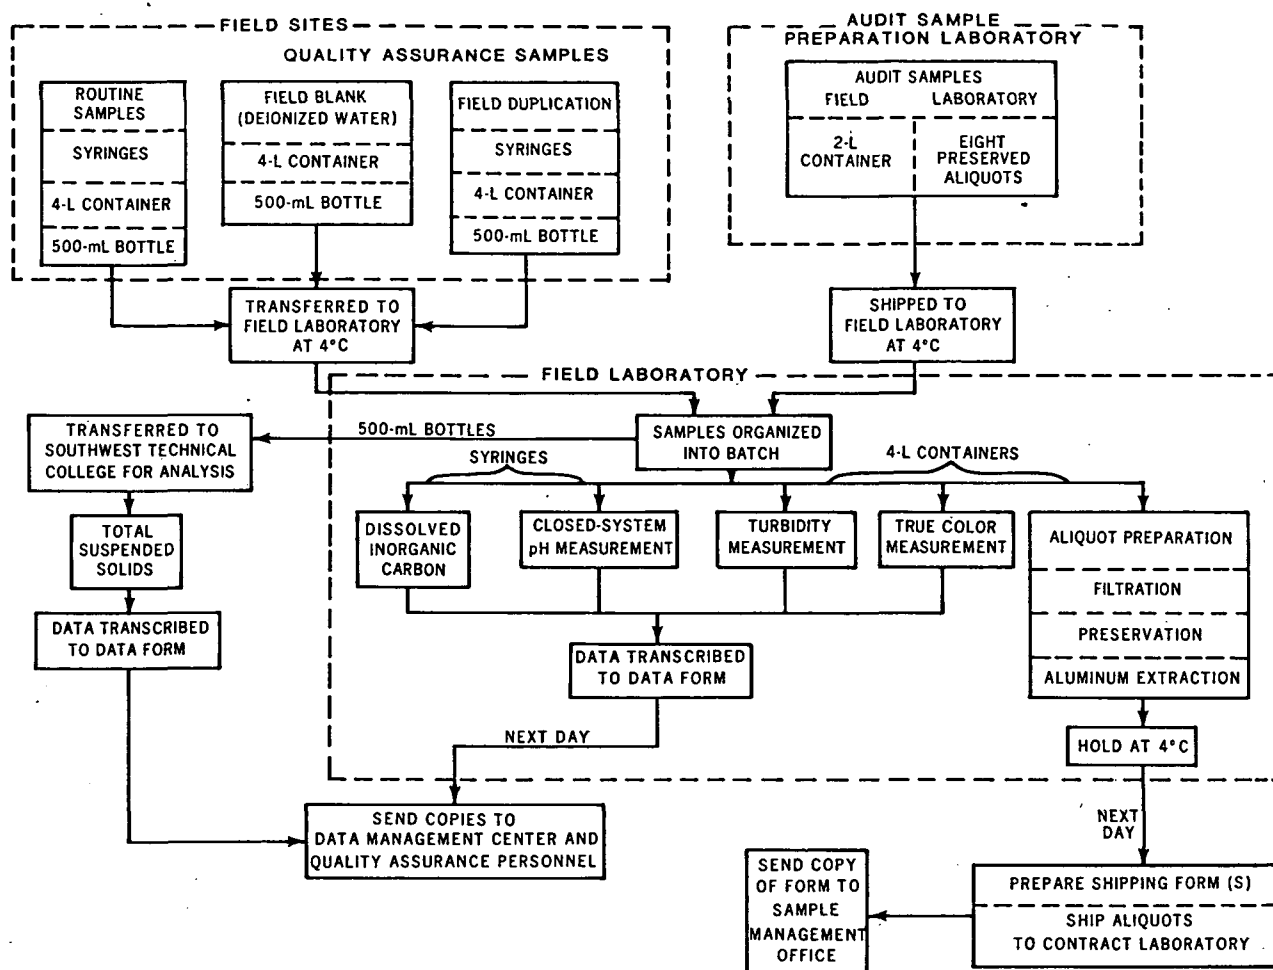 FIELD SITES
QUALITY ASSURANCE SAMPLES
ROUTINE
SAMPLES
SYRINGES
4-L CONTAINER
500-mL BOTTLE
FIELD BLANK
(DEIONIZED WATER)
4-L CONTAINER
500-mL BOTTLE
FIELD DUPLICATION
SYRINGES
4-L CONTAINER
500-mL BOTTLE
AUDIT SAMPLE
PREPARATION LABORATORY
AUDIT SAMPLES
FIELD LABORATORY
2-L
CONTAINER
EIGHT
PRESERVED
ALIQUOTS
TRANSFERRED TO
FIELD LABORATORY
AT 4°C
SHIPPED TO
FIELD LABORATORY
AT 4°C
FIELD LABORATORY
TRANSFERRED TO
SOUTHWEST TECHNICAL
COLLEGE FOR ANALYSIS
500-mL BOTTLES
SAMPLES ORGANIZED
INTO BATCH
SYRINGES
4-L CONTAINERS
TOTAL
SUSPENDED
SOLIDS
DISSOLVED
INORGANIC
CARBON
CLOSED-SYSTEM
pH MEASUREMENT
TURBIDITY
MEASUREMENT
TRUE COLOR
MEASUREMENT
ALIQUOT PREPARATION
FILTRATION
PRESERVATION
ALUMINUM EXTRACTION
DATA TRANSCRIBED
TO DATA FORM
DATA TRANSCRIBED
TO DATA FORM
HOLD AT 4°C
NEXT DAY
NEXT
DAY
SEND COPIES TO
DATA MANAGEMENT CENTER AND
QUALITY ASSURANCE PERSONNEL
SEND COPY
OF FORM TO
SAMPLE
MANAGEMENT
OFFICE
PREPARE SHIPPING FORM (S)
SHIP ALIQUOTS
TO CONTRACT LABORATORY